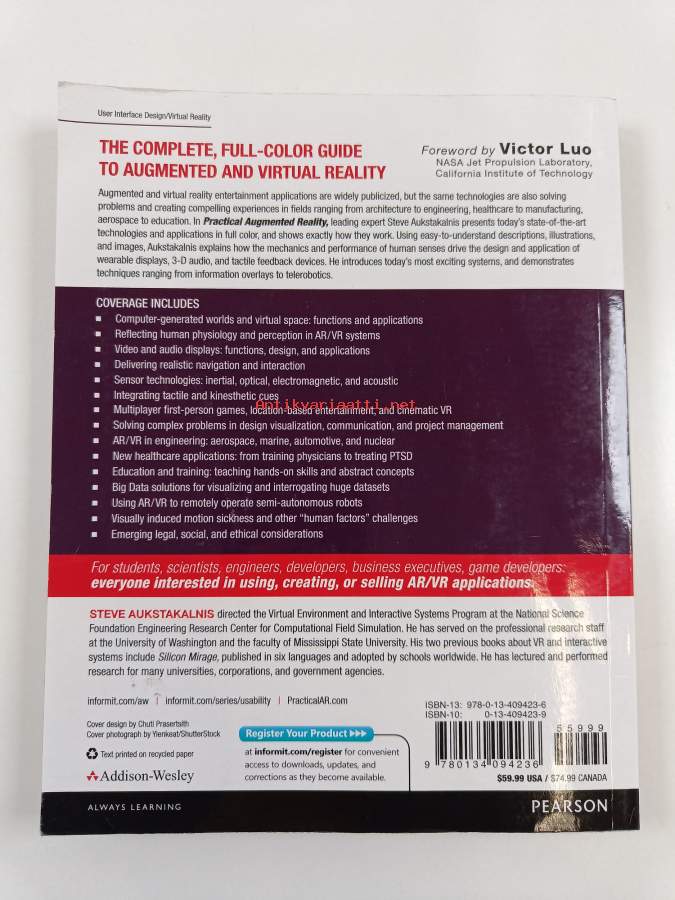 User Interface Design/Virtual Reality
THE COMPLETE, FULL-COLOR GUIDE
TO AUGMENTED AND VIRTUAL REALITY
Foreword by Victor Luo
NASA Jet Propulsion Laboratory,
California Institute of Technology
Augmented and virtual reality entertainment applications are widely publicized, but the same technologies are also solving
problems and creating compelling experiences in fields ranging from architecture to engineering, healthcare to manufacturing,
aerospace to education. In Practical Augmented Reality, leading expert Steve Aukstakalnis presents today's state-of-the-art
technologies and applications in full color, and shows exactly how they work. Using easy-to-understand descriptions, illustrations,
and images, Aukstakalnis explains how the mechanics and performance of human senses drive the design and application of
wearable displays, 3-D audio, and tactile feedback devices. He introduces today's most exciting systems, and demonstrates
techniques ranging from information overlays to telerobotics.
COVERAGE INCLUDES
■ Computer-generated worlds and virtual space: functions and applications
■ Reflecting human physiology and perception in AR/VR systems
■ Video and audio displays: functions, design, and applications
■ Delivering realistic navigation and interaction
■ Sensor technologies: inertial, optical, electromagnetic, and acoustic
■ Integrating tactile and kinesthetic cues
Antikvariaatti.net
■ Multiplayer first-person games, location-based entertainment, and cinematic VR
■ Solving complex problems in design visualization, communication, and project management
■ AR/VR in engineering: aerospace, marine, automotive, and nuclear
■ New healthcare applications: from training physicians to treating PTSD
■ Education and training: teaching hands-on skills and abstract concepts
■ Big Data solutions for visualizing and interrogating huge datasets
■ Using AR/VR to remotely operate semi-autonomous robots
■ Visually induced motion sickness and other "human factors" challenges
■ Emerging legal, social, and ethical considerations
For students, scientists, engineers, developers, business executives, game developers:
everyone interested in using, creating, or selling AR/VR applications.
STEVE AUKSTAKALNIS directed the Virtual Environment and Interactive Systems Program at the National Science
Foundation Engineering Research Center for Computational Field Simulation. He has served on the professional research staff
at the University of Washington and the faculty of Mississippi State University. His two previous books about VR and interactive
systems include Silicon Mirage, published in six languages and adopted by schools worldwide. He has lectured and performed
research for many universities, corporations, and government agencies.
informit.com/aw | informit.com/series/usability | PracticalAR.com
Cover design by Chuti Prasertsith
Cover photograph by Yienkeat/ShutterStock
Text printed on recycled paper
Addison-Wesley
Register Your Product
at informit.com/register for convenient
access to downloads, updates, and
corrections as they become available.
ISBN-13: 978-0-13-409423-6
ISBN-10: 0-13-409423-9
55999
9 780134 094236
$59.99 USA / $74.99 CANADA
ALWAYS LEARNING
PEARSON